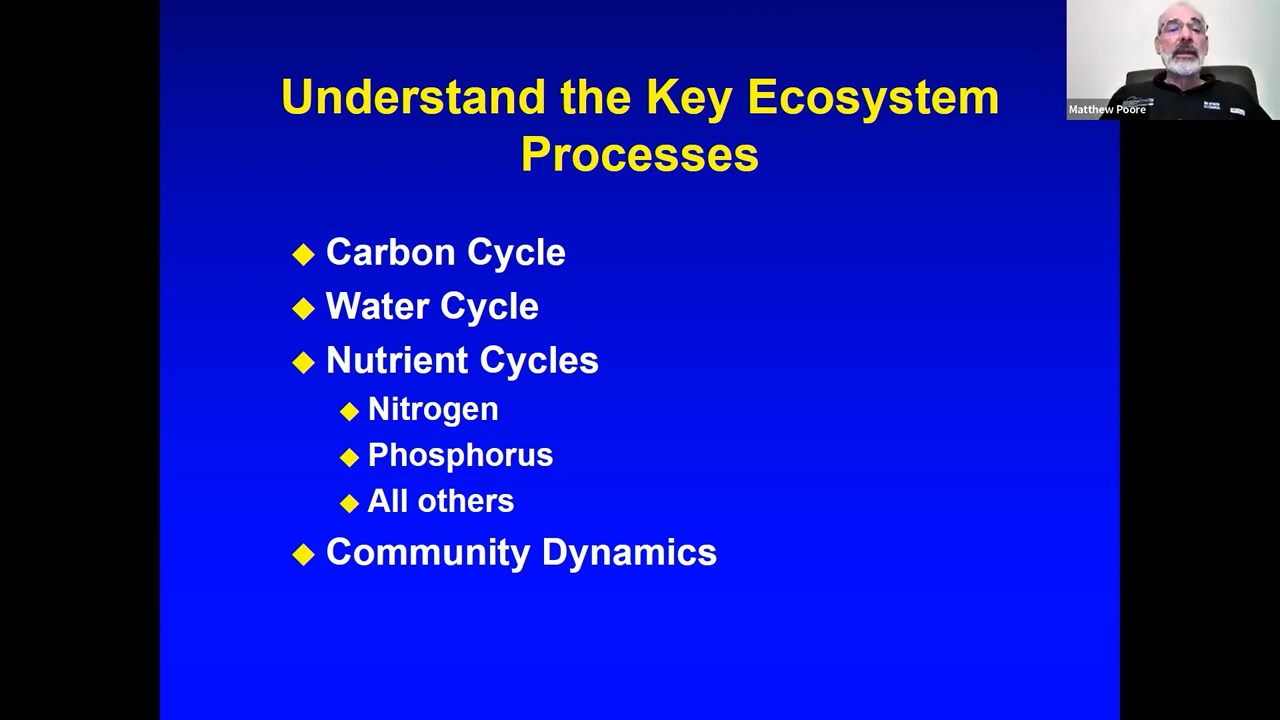 Understand the Key Ecosystem
Processes
Carbon Cycle
Water Cycle
Nutrient Cycles
Nitrogen
Phosphorus
All others
Community Dynamics
Matthew Poore